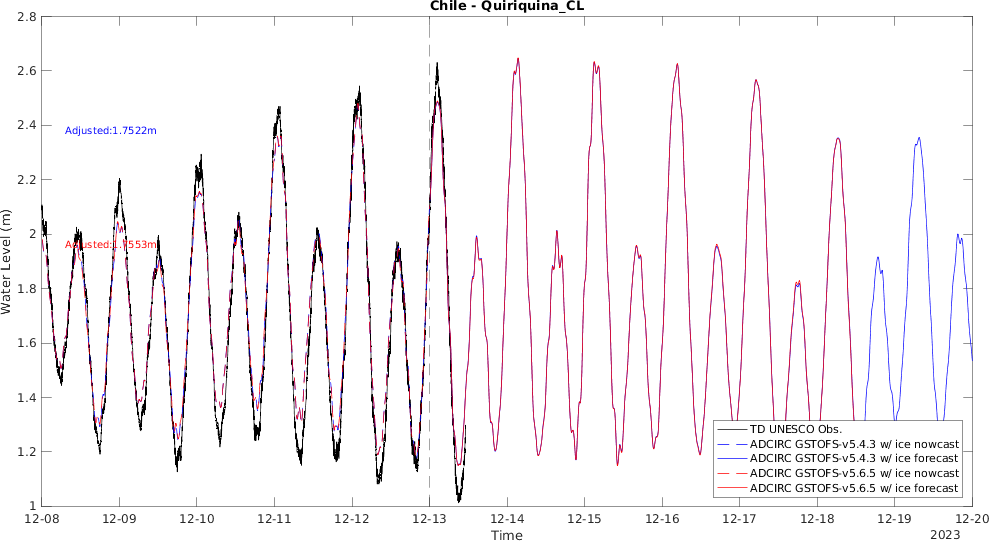 Chile - Quiriquina_CL
2.8
2.6
2.4
2.2
2
1.8
1.6
1.4
1.2
1
Water Level (m)
Adjusted:1.7522m
Adjusted:1.7553m
TD UNESCO Obs.
ADCIRC GSTOFS-v5.4.3 w/ ice nowcast
ADCIRC GSTOFS-v5.4.3 w/ ice forecast
ADCIRC GSTOFS-v5.6.5 w/ ice nowcast
ADCIRC GSTOFS-v5.6.5 w/ ice forecast
12-08 12-09 12-10 12-11 12-12 12-13 12-14 12-15 12-16 12-17 12-18 12-19 12-20
Time
2023